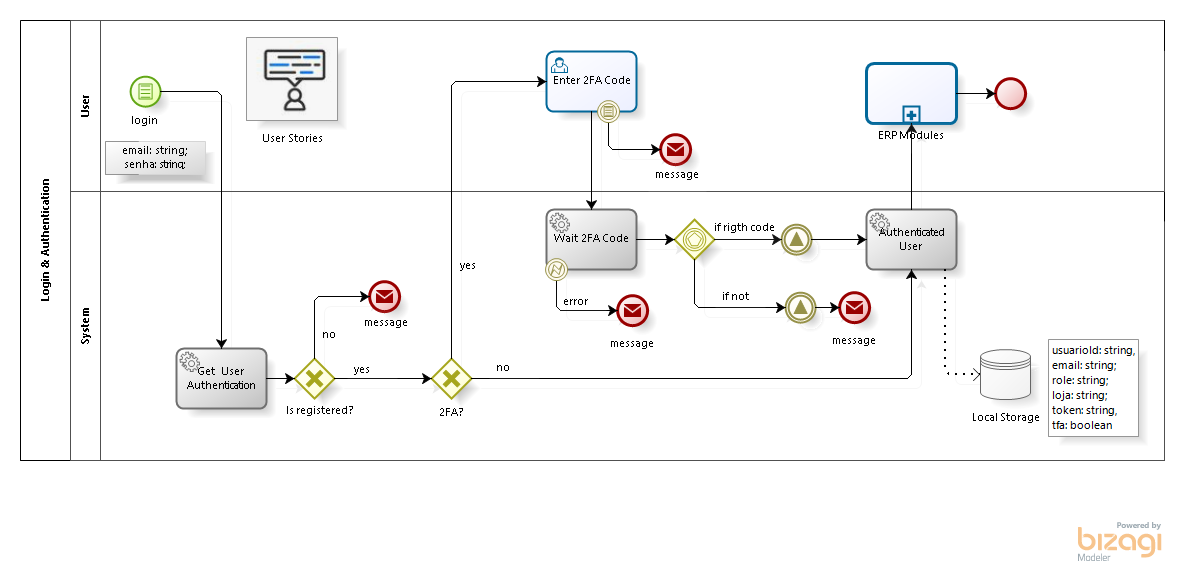 Login & Authentication
User
System
login
email: string;
senha: string;
User Stories
Enter 2FA Code
message
ERP Modules
Wait 2FA Code
error
message
if rigth code
if not
message
Authenticated
User
yes
no
message
Get User
Authentication
Is registered?
yes
2FA?
no
Local Storage
usuarioId: string,
email: string;
role: string;
loja: string;
token: string,
tfa: boolean
Powered by
bizagi
Modeler